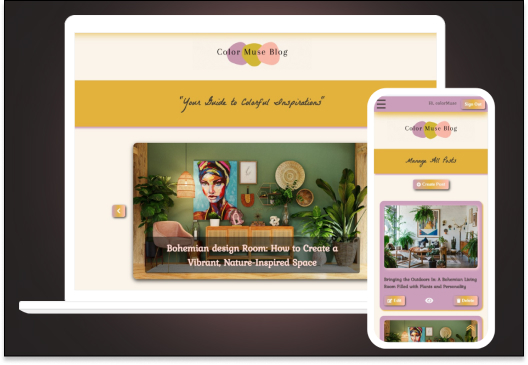 Color Muse Blog
"Your Guide to Colorful Inspirations"
Bohemian design Room: How to Create a
Vibrant, Nature-Inspired Space
Hi, colorMuse
Sign Out
Color Muse Blog
Manage All Posts
Create Post
Bringing the Outdoors In: A Bohemian Living
Room Filled with Plants and Personality
Edit
Delete